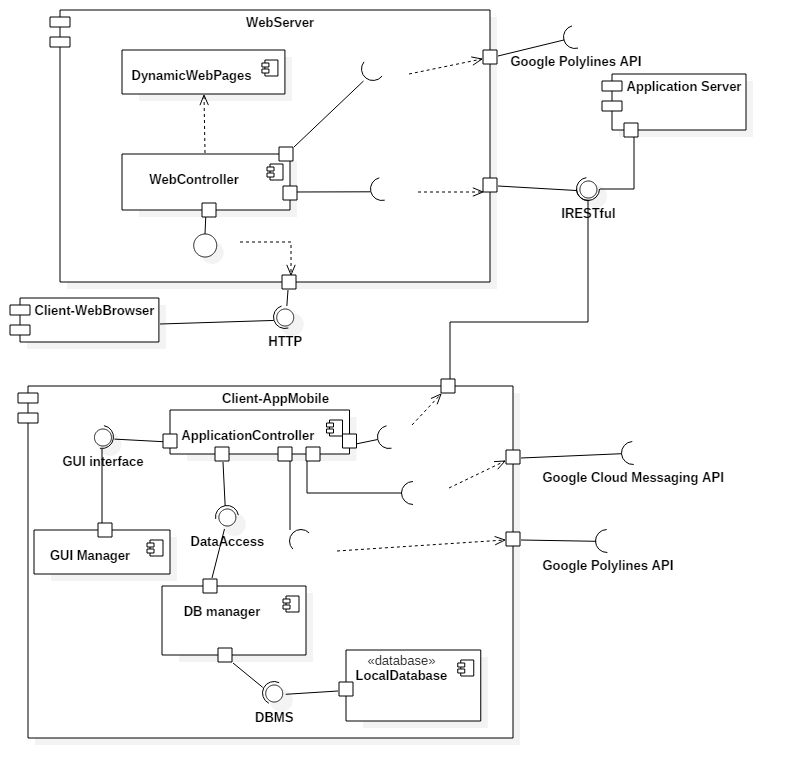 WebServer
DynamicWebPages
Google Polylines API
Application Server
WebController
IRESTful
Client-WebBrowser
HTTP
Client-AppMobile
ApplicationController
GUI interface
Google Cloud Messaging API
DataAccess
GUI Manager
Google Polylines API
DB manager
«database»
LocalDatabase
DBMS